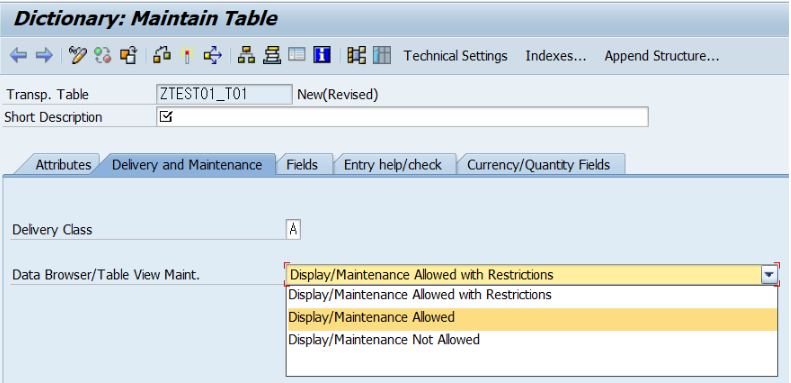 Dictionary: Maintain Table
Technical Settings Indexes... Append Structure...
Transp. Table ZTEST01_T01 New(Revised)
Short Description
Attributes Delivery and Maintenance Fields Entry help/check Currency/Quantity Fields
Delivery Class A
Data Browser/Table View Maint. Display/Maintenance Allowed with Restrictions
Display/Maintenance Allowed with Restrictions
Display/Maintenance Allowed
Display/Maintenance Not Allowed